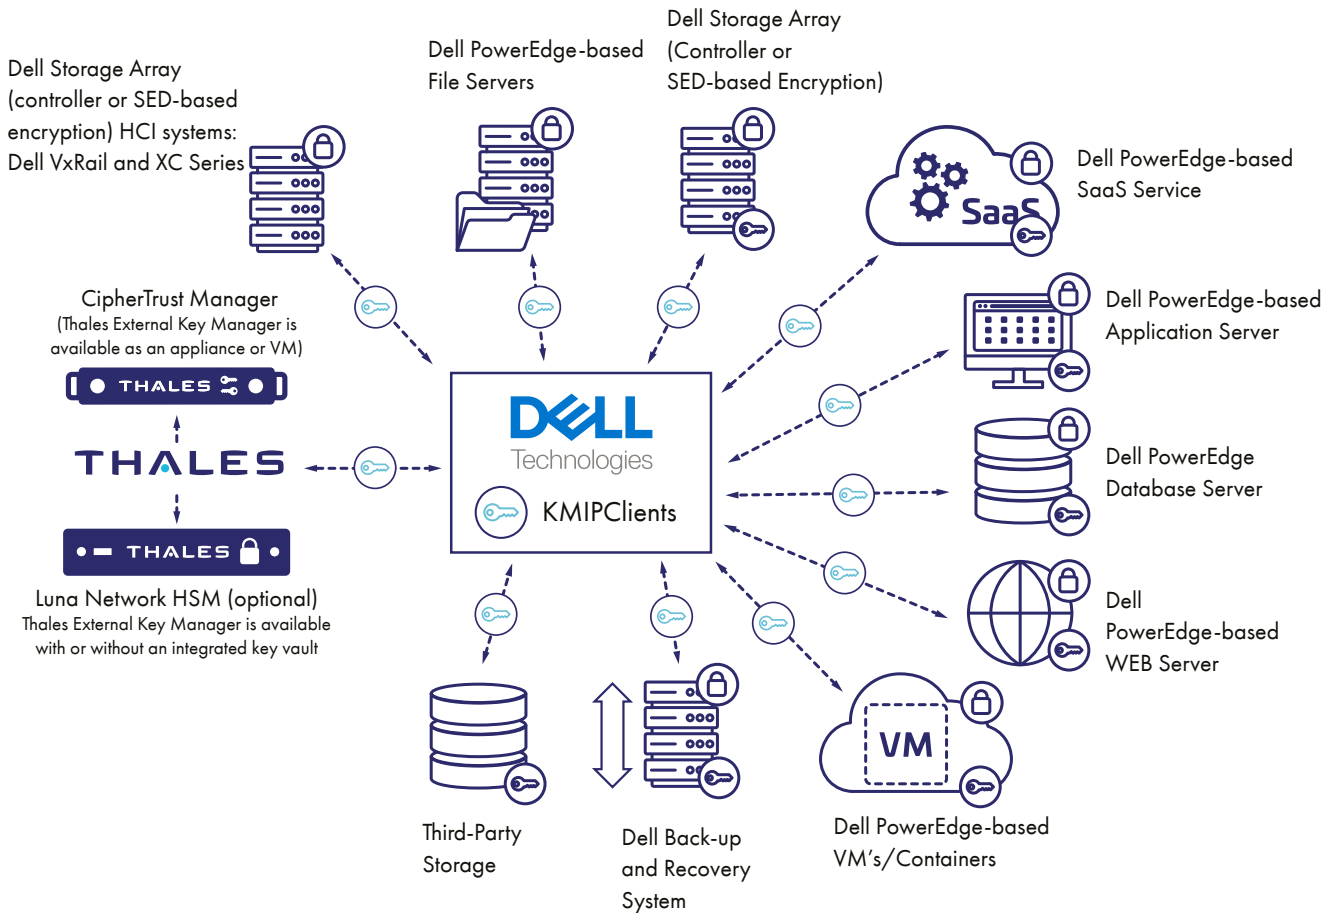 Dell Storage Array
(controller or SED-based
encryption) HCI systems:
Dell VxRail and XC Series
Dell PowerEdge-based
File Servers
Dell Storage Array
(Controller or
SED-based Encryption)
SaaS
Dell PowerEdge-based
SaaS Service
CipherTrust Manager
(Thales External Key Manager is
available as an appliance or VM)
THALES
THALES
THALES
Luna Network HSM (optional)
Thales External Key Manager is available
with or without an integrated key vault
DELL
Technologies
KMIPClients
Dell PowerEdge-based
Application Server
Dell PowerEdge
Database Server
Dell
PowerEdge-based
WEB Server
Third-Party
Storage
Dell Back-up
and Recovery
System
VM
Dell PowerEdge-based
VM's/Containers